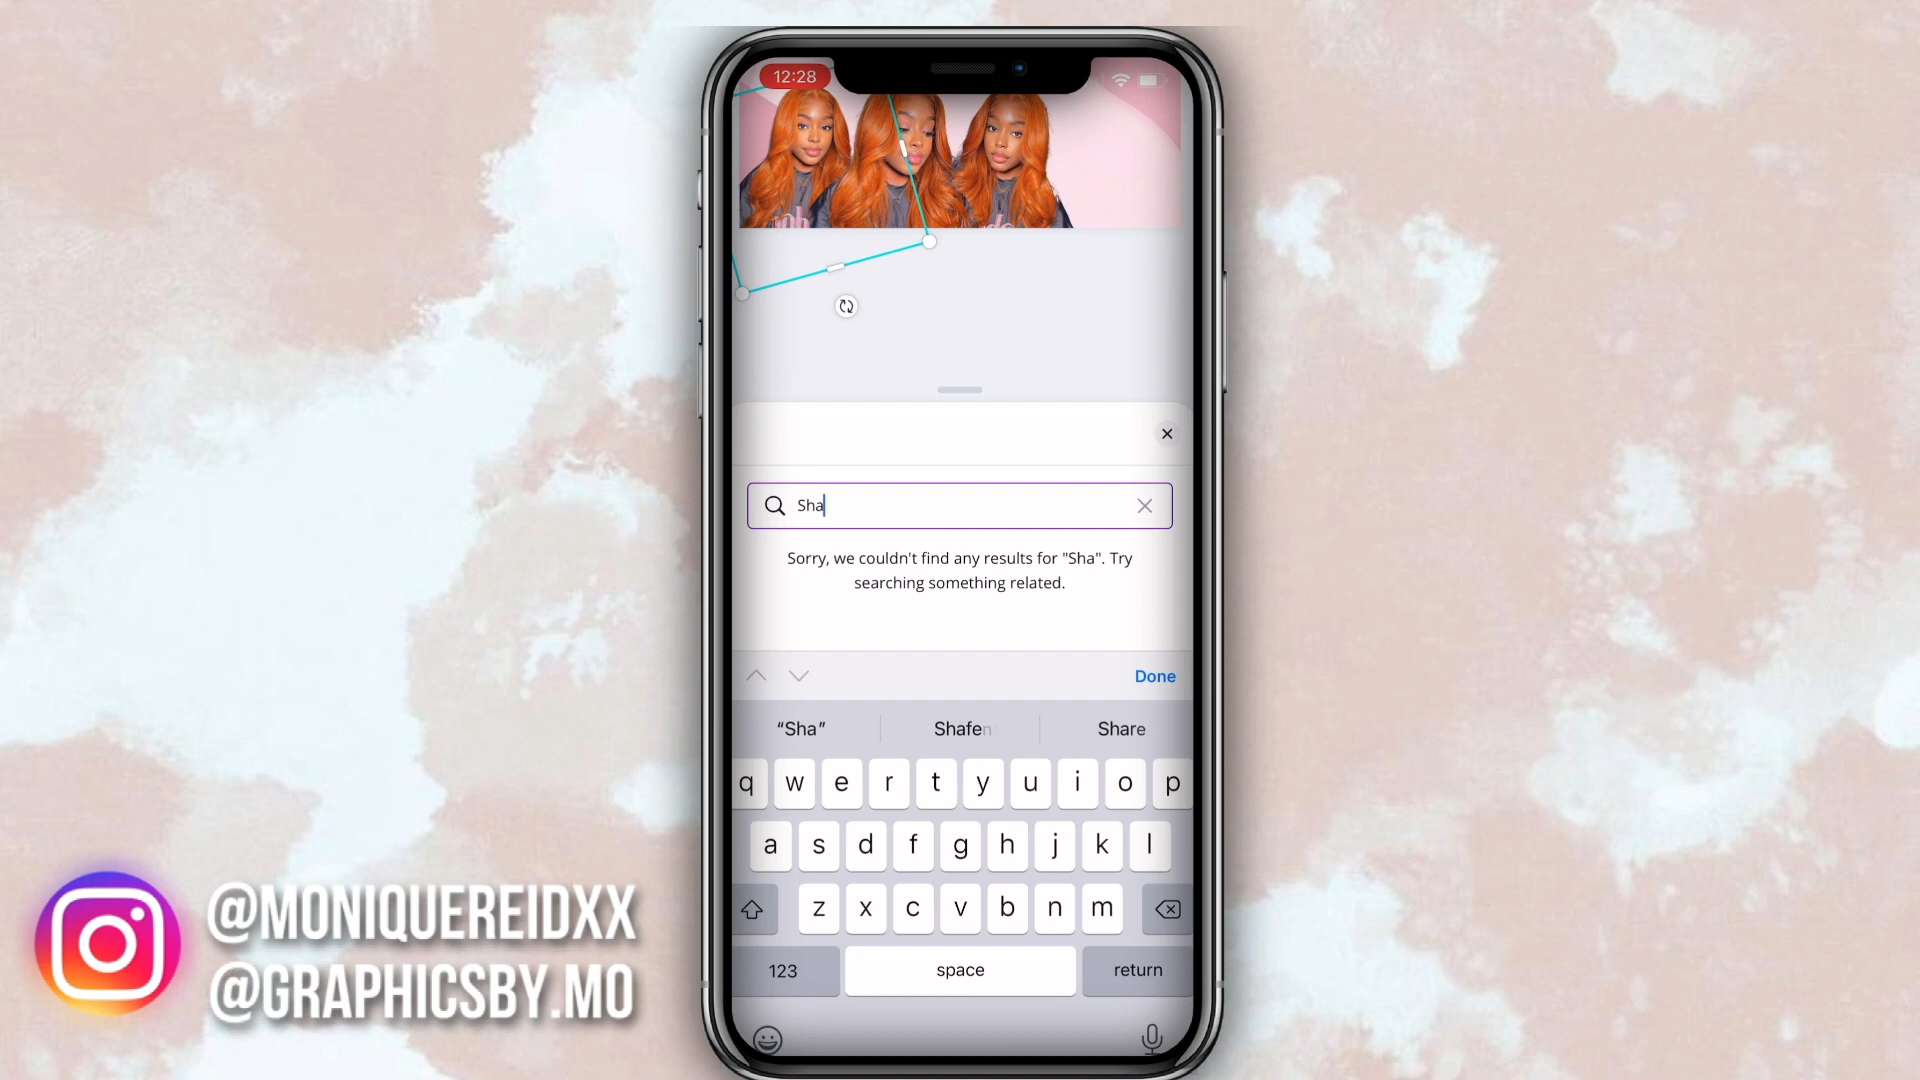 12:28
Sha
Sorry, we couldn't find any results for "Sha". Try
searching something related.
Done
“Sha”
Shafen
Share
q w e r t y u i o p
a s d f g h j k l
z x c v b n m
123
space
return
@MONIQUEREIDXX
@GRAPHICSBY.MO